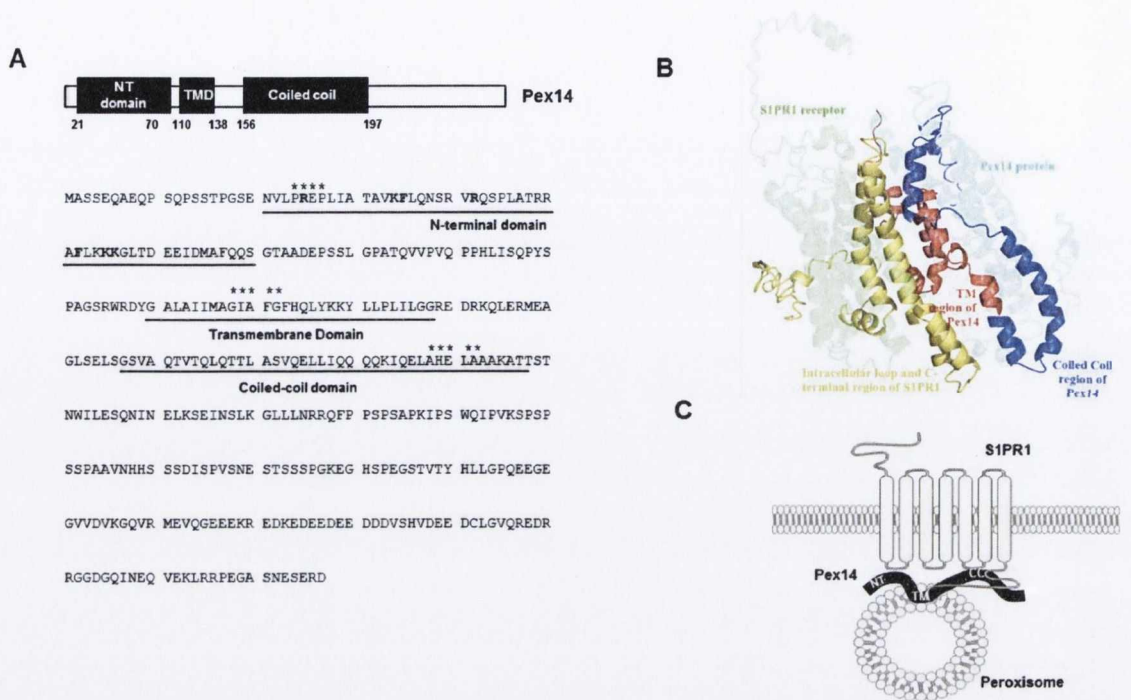 A
NT domain
TMD
Coiled coil
Pex14
21 70 110 138 156 197
****
MASSEQAEQP SQPSSTPGSE NVLPREPLIA TAVKFLQNSR VRQSPLATRR
N-terminal domain
AFLKKKGLTD EEIDMAFQQS GTAADEPSSL GPATQVVPVQ PPHLISQPYS
*** **
PAGSRWRDYG ALAIIMAGIA FGFHQLYKKY LLPLILGGRE DRKQLERMEA
Transmembrane Domain
*** **
GLSELSGSVA QTVTQLQTTL ASVQELLIQQ QQKIQELAHE LAAAKATTST
Coiled-coil domain
NWILESQNIN ELKSEINSLK GLLLNRRQFP PSPSAPKIPS WQIPVKSPSP
SSPAAVNHHS SSDISPVSNE STSSSPGKEG HSPEGSTVTY HLLGPQEEGE
GVVDVKGQVR MEVQGEEEKR EDKEDEEDEE DDDVSHVDEE DCLGVQREDR
RGGDGQINEQ VEKLRRPEGA SNESERD
B
S1PR1 receptor
Pex14 protein
TM region of Pex14
Intracellular loop and C-terminal region of S1PR1
Coiled Coil region of Pex14
C
S1PR1
Pex14
NT
TM
CC
Peroxisome